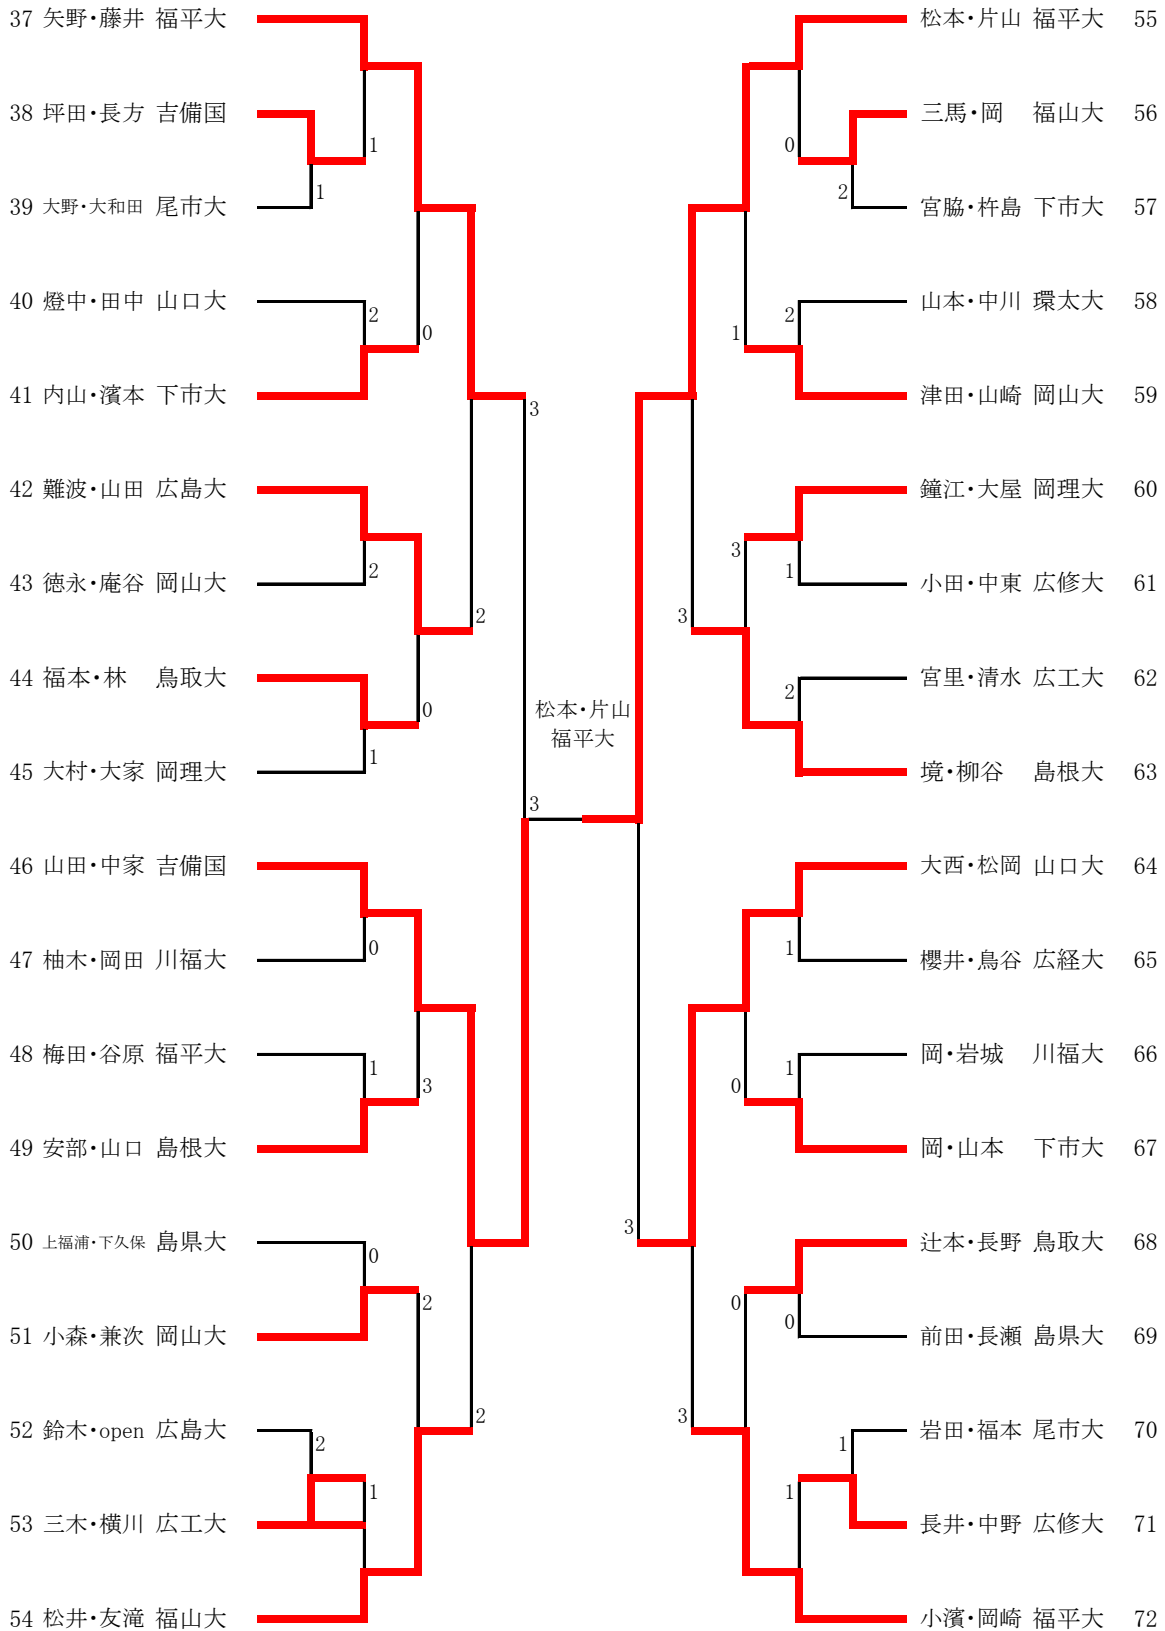 37 矢野・藤井 福平大
38 坪田・長方 吉備国
1
1
39 大野・大和田 尾市大
40 燈中・田中 山口大
2
0
41 内山・濱本 下市大
3
42 難波・山田 広島大
2
43 徳永・庵谷 岡山大
2
44 福本・林 鳥取大
0
1
45 大村・大家 岡理大
3
46 山田・中家 吉備国
0
47 柚木・岡田 川福大
48 梅田・谷原 福平大
1
3
49 安部・山口 島根大
50 上福浦・下久保 島県大
0
2
51 小森・兼次 岡山大
2
52 鈴木・open 広島大
2
1
53 三木・横川 広工大
54 松井・友滝 福山大
松本・片山
福平大
松本・片山 福平大 55
三馬・岡 福山大 56
0
2
宮脇・杵島 下市大 57
山本・中川 環太大 58
2
1
津田・山崎 岡山大 59
鐘江・大屋 岡理大 60
3
1
小田・中東 広修大 61
3
宮里・清水 広工大 62
2
境・柳谷 島根大 63
大西・松岡 山口大 64
1
櫻井・鳥谷 広経大 65
岡・岩城 川福大 66
1
0
岡・山本 下市大 67
3
辻本・長野 鳥取大 68
0
0
前田・長瀬 島県大 69
3
岩田・福本 尾市大 70
1
1
長井・中野 広修大 71
小濱・岡崎 福平大 72